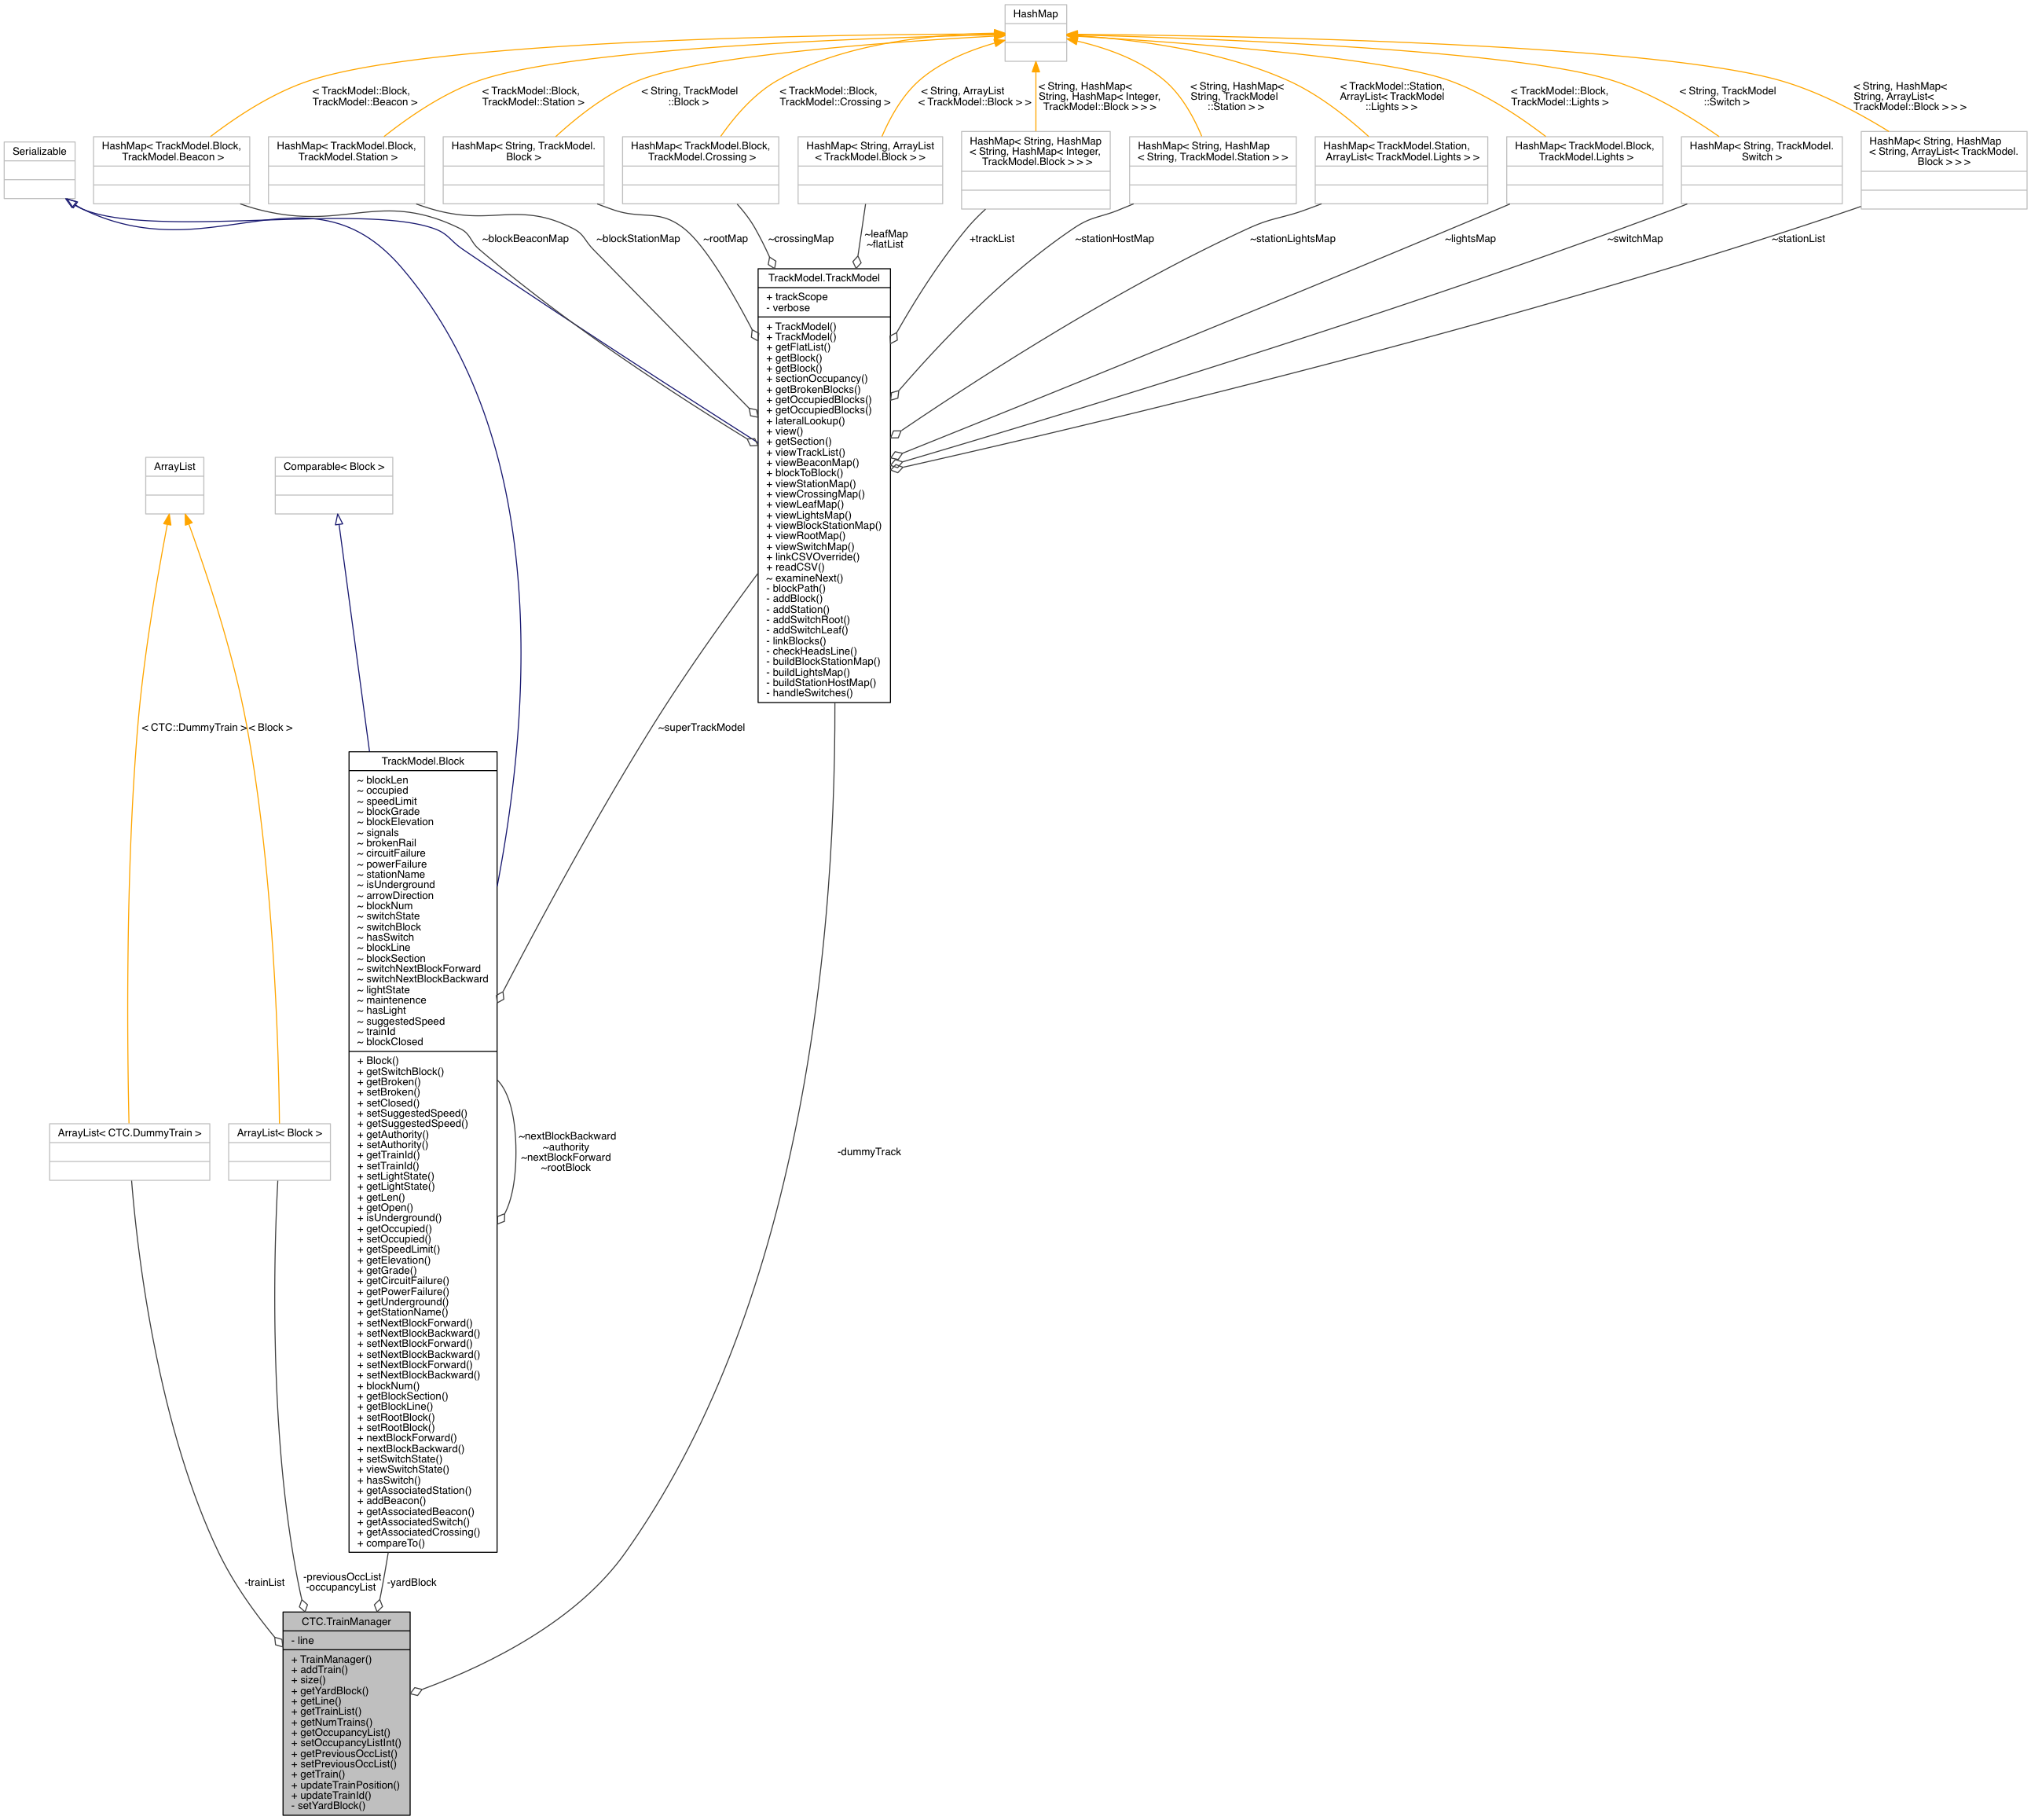 HashMap
< TrackModel::Block,
TrackModel::Beacon >
< TrackModel::Block,
TrackModel::Station >
< String, TrackModel
::Block >
< TrackModel::Block,
TrackModel::Crossing >
< String, ArrayList
< TrackModel::Block > >
< String, HashMap<
String, HashMap< Integer,
TrackModel::Block > > >
< String, HashMap<
String, TrackModel
::Station > >
< TrackModel::Station,
ArrayList< TrackModel
::Lights > >
< TrackModel::Block,
TrackModel::Lights >
< String, TrackModel
::Switch >
< String, HashMap<
String, ArrayList<
TrackModel::Block > > >
Serializable
HashMap< TrackModel.Block,
TrackModel.Beacon >
HashMap< TrackModel.Block,
TrackModel.Station >
HashMap< String, TrackModel.
Block >
HashMap< TrackModel.Block,
TrackModel.Crossing >
HashMap< String, ArrayList
< TrackModel.Block > >
HashMap< String, HashMap
< String, HashMap< Integer,
TrackModel.Block > > >
HashMap< String, HashMap
< String, TrackModel.Station > >
HashMap< TrackModel.Station,
ArrayList< TrackModel.Lights > >
HashMap< TrackModel.Block,
TrackModel.Lights >
HashMap< String, TrackModel.
Switch >
HashMap< String, HashMap
< String, ArrayList< TrackModel.
Block > > >
~blockBeaconMap
~blockStationMap
~rootMap
~crossingMap
~leafMap
~flatList
+trackList
~stationHostMap
~stationLightsMap
~lightsMap
~switchMap
~stationList
TrackModel.TrackModel
+ trackScope
- verbose
+ TrackModel()
+ TrackModel()
+ getFlatList()
+ getBlock()
+ getBlock()
+ sectionOccupancy()
+ getBrokenBlocks()
+ getOccupiedBlocks()
+ getOccupiedBlocks()
+ lateralLookup()
+ view()
+ getSection()
+ viewTrackList()
+ viewBeaconMap()
+ blockToBlock()
+ viewStationMap()
+ viewCrossingMap()
+ viewLeafMap()
+ viewLightsMap()
+ viewBlockStationMap()
+ viewRootMap()
+ viewSwitchMap()
+ linkCSVOverride()
+ readCSV()
~ examineNext()
- blockPath()
- addBlock()
- addStation()
- addSwitchRoot()
- addSwitchLeaf()
- linkBlocks()
- checkHeadsLine()
- buildBlockStationMap()
- buildLightsMap()
- buildStationHostMap()
- handleSwitches()
ArrayList
Comparable< Block >
< CTC::DummyTrain >
< Block >
~superTrackModel
TrackModel.Block
~ blockLen
~ occupied
~ speedLimit
~ blockGrade
~ blockElevation
~ signals
~ brokenRail
~ circuitFailure
~ powerFailure
~ stationName
~ isUnderground
~ arrowDirection
~ blockNum
~ switchState
~ switchBlock
~ hasSwitch
~ blockLine
~ blockSection
~ switchNextBlockForward
~ switchNextBlockBackward
~ lightState
~ maintenence
~ hasLight
~ suggestedSpeed
~ trainId
~ blockClosed
+ Block()
+ getSwitchBlock()
+ getBroken()
+ setBroken()
+ setClosed()
+ setSuggestedSpeed()
+ getSuggestedSpeed()
+ getAuthority()
+ setAuthority()
+ getTrainId()
+ setTrainId()
+ setLightState()
+ getLightState()
+ getLen()
+ getOpen()
+ isUnderground()
+ getOccupied()
+ setOccupied()
+ getSpeedLimit()
+ getElevation()
+ getGrade()
+ getCircuitFailure()
+ getPowerFailure()
+ getUnderground()
+ getStationName()
+ setNextBlockForward()
+ setNextBlockBackward()
+ setNextBlockForward()
+ setNextBlockBackward()
+ setNextBlockForward()
+ setNextBlockBackward()
+ blockNum()
+ getBlockSection()
+ getBlockLine()
+ setRootBlock()
+ setRootBlock()
+ nextBlockForward()
+ nextBlockBackward()
+ setSwitchState()
+ viewSwitchState()
+ hasSwitch()
+ getAssociatedStation()
+ addBeacon()
+ getAssociatedBeacon()
+ getAssociatedSwitch()
+ getAssociatedCrossing()
+ compareTo()
ArrayList< CTC.DummyTrain >
ArrayList< Block >
~nextBlockBackward
~authority
~nextBlockForward
~rootBlock
-dummyTrack
-trainList
-previousOccList
-occupancyList
-yardBlock
CTC.TrainManager
- line
+ TrainManager()
+ addTrain()
+ size()
+ getYardBlock()
+ getLine()
+ getTrainList()
+ getNumTrains()
+ getOccupancyList()
+ setOccupancyListInt()
+ getPreviousOccList()
+ setPreviousOccList()
+ getTrain()
+ updateTrainPosition()
+ updateTrainId()
- setYardBlock()